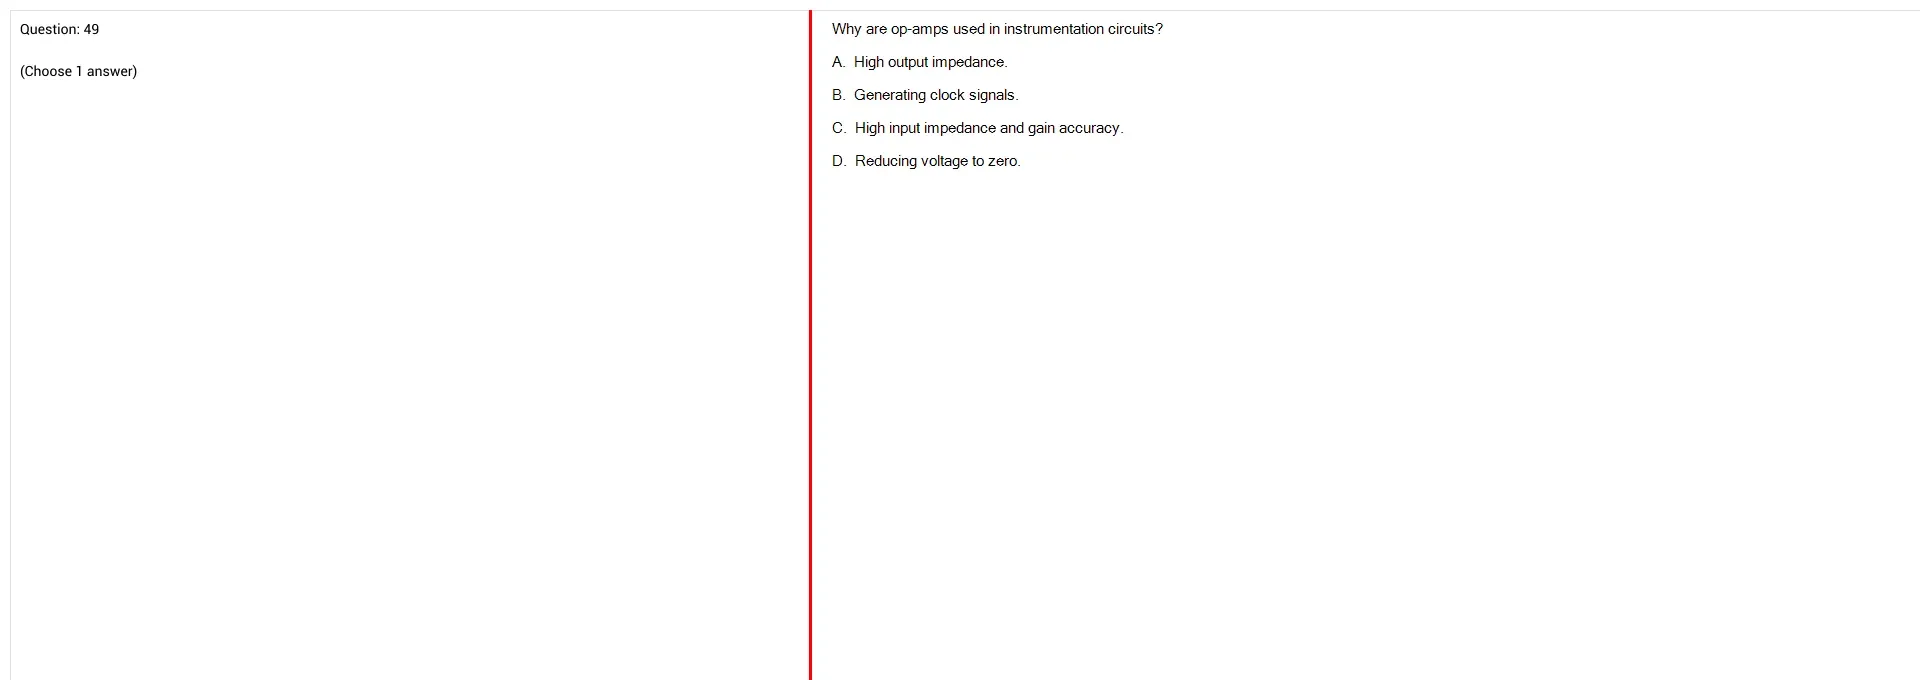 Question: 49
(Choose 1 answer)
Why are op-amps used in instrumentation circuits?
A. High output impedance.
B. Generating clock signals.
C. High input impedance and gain accuracy.
D. Reducing voltage to zero.